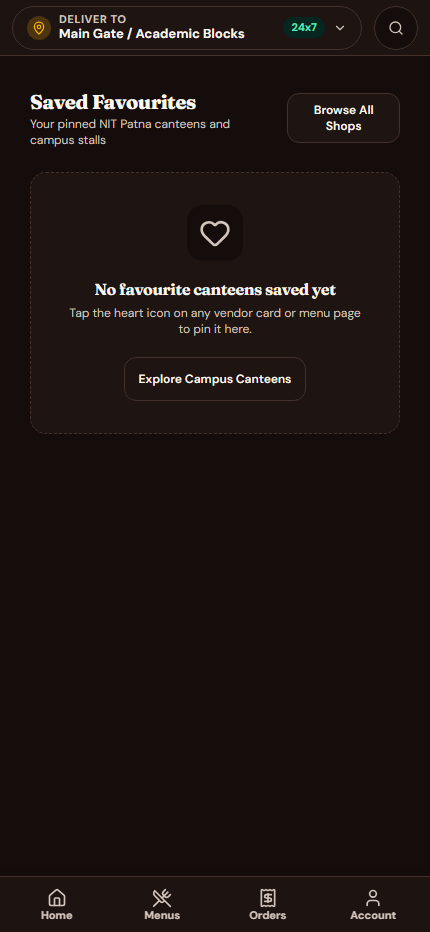 DELIVER TO
Main Gate / Academic Blocks
24x7
Saved Favourites
Your pinned NIT Patna canteens and
campus stalls
Browse All
Shops
No favourite canteens saved yet
Tap the heart icon on any vendor card or menu page
to pin it here.
Explore Campus Canteens
Home
Menus
Orders
Account